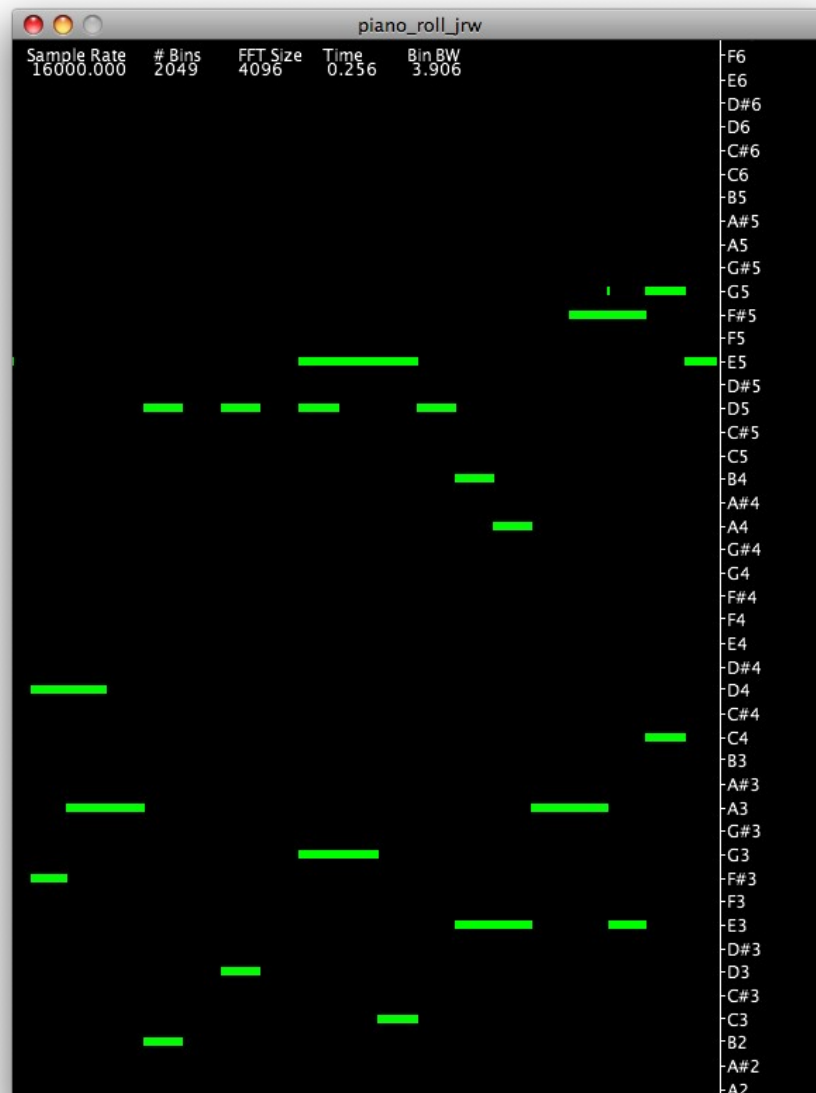 piano_roll_jrw
Sample Rate # Bins FFT Size Time Bin BW
16000.000 2049 4096 0.256 3.906
F6
E6
D#6
D6
C#6
C6
B5
A#5
A5
G#5
G5
F#5
F5
E5
D#5
D5
C#5
C5
B4
A#4
A4
G#4
G4
F#4
F4
E4
D#4
D4
C#4
C4
B3
A#3
A3
G#3
G3
F#3
F3
E3
D#3
D3
C#3
C3
B2
A#2
A2